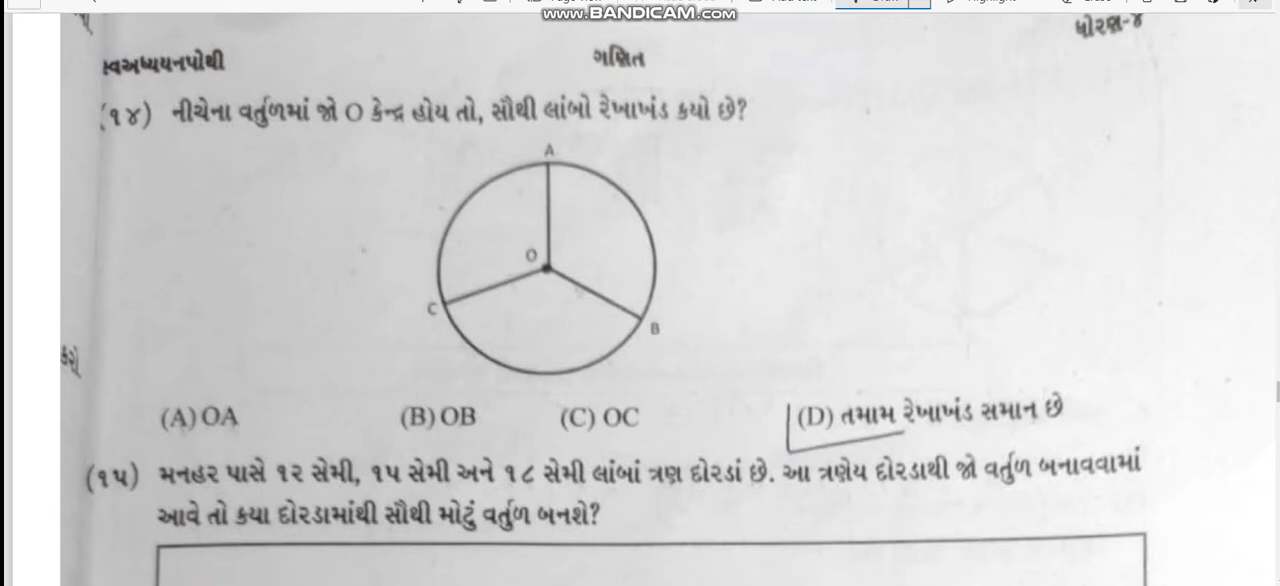 www.BANDICAM.com
ધોરણ-૪
સ્વઅધ્યયનપોથી
ગણિત
(૧૪) નીચેના વર્તુળમાં જો O કેન્દ્ર હોય તો, સૌથી લાંબો રેખાખંડ કયો છે?
A
O
C
B
(A) OA (B) OB (C) OC (D) તમામ રેખાખંડ સમાન છે
(૧૫) મનહર પાસે ૧૨ સેમી, ૧૫ સેમી અને ૧૮ સેમી લાંબાં ત્રણ દોરડાં છે. આ ત્રણેય દોરડાથી જો વર્તુળ બનાવવામાં
આવે તો કયા દોરડામાંથી સૌથી મોટું વર્તુળ બનશે?